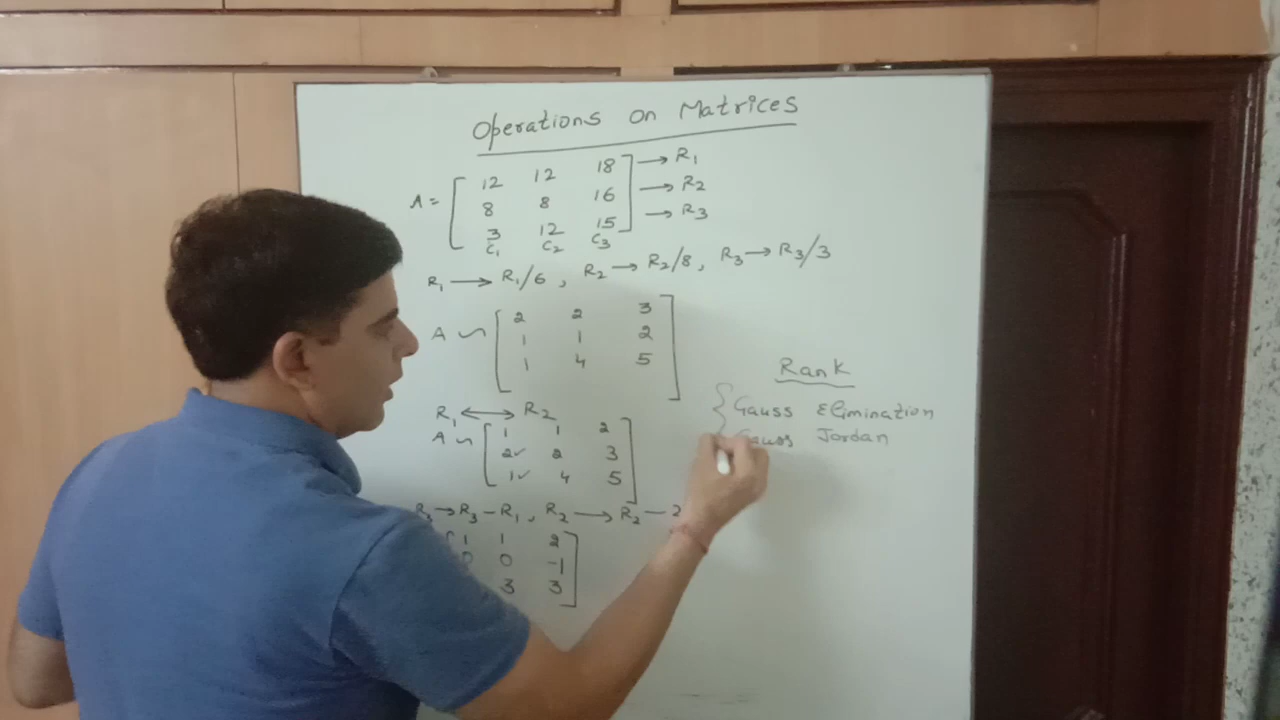 Operations on Matrices
A = [ 12 12 18 ] → R1
8 8 16 → R2
3 12 15 → R3
C1 C2 C3
R1 → R1/6 , R2 → R2/8 , R3 → R3/3
A ~ [ 2 2 3 ]
1 1 2
1 4 5
R1 ↔ R2
A ~ [ 1 1 2 ]
2✓ 2 3
1✓ 4 5
R3 → R3 - R1 , R2 → R2 - 2
[ 1 1 2 ]
0 0 -1
3 3
Rank
{ Gauss Elimination
Gauss Jordan